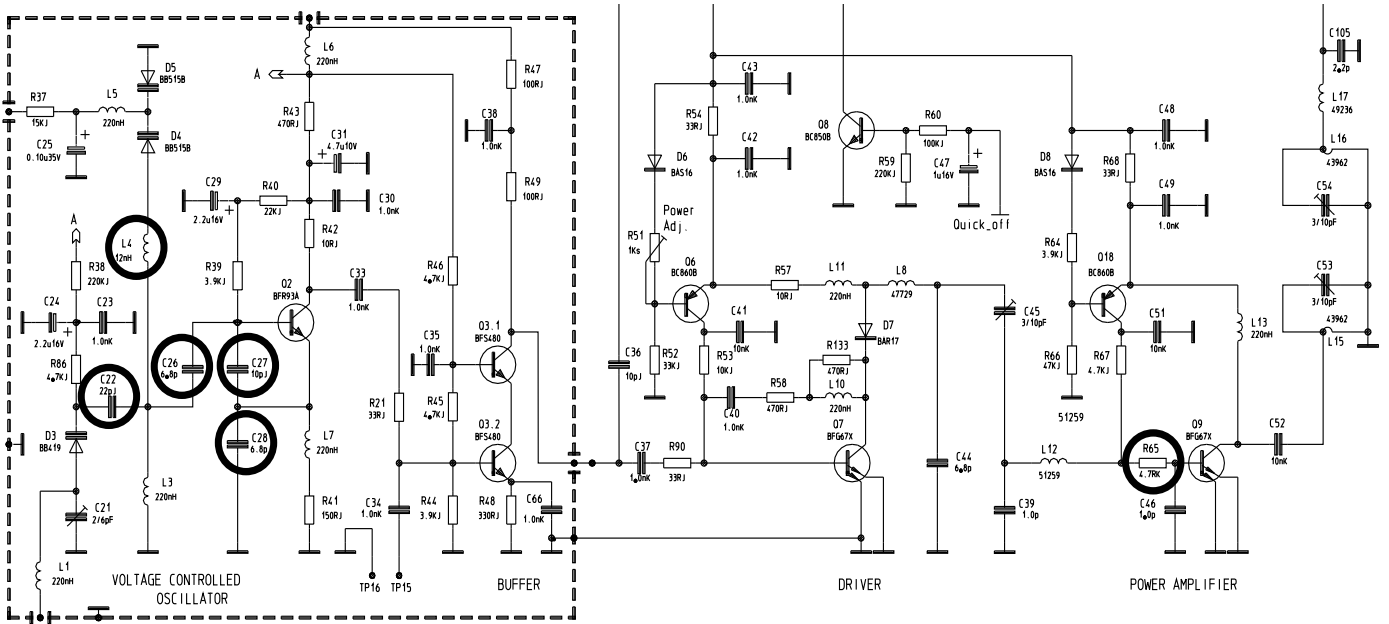 D5
BB515B
L5
220nH
R37
15KJ
C25
0.10u35V
+
D4
BB515B
L6
220nH
A
R43
470RJ
C31
4.7u10V
+
R47
100RJ
C38
1.0nK
R49
100RJ
C29
2.2u16V
+
R40
22KJ
C30
1.0nK
R42
10RJ
A
L4
12nH
R38
220KJ
R39
3.9KJ
Q2
BFR93A
C33
1.0nK
R46
4.7KJ
C24
2.2u16V
+
C23
1.0nK
R86
4.7KJ
C22
22pJ
C26
6.8p
C27
10pJ
C28
6.8p
C35
1.0nK
Q3.1
BFS480
R21
33RJ
R45
4.7KJ
Q3.2
BFS480
D3
BB419
C21
2/6pF
L3
220nH
L7
220nH
R41
150RJ
C34
1.0nK
R44
3.9KJ
R48
330RJ
C66
1.0nK
L1
220nH
TP16
TP15
VOLTAGE CONTROLLED
OSCILLATOR
BUFFER
C43
1.0nK
R54
33RJ
C42
1.0nK
D6
BAS16
Power
Adj.
R51
1Ks
Q8
BC850B
R60
100KJ
R59
220KJ
C47
1u16V
+
Quick_off
Q6
BC860B
R57
10RJ
L11
220nH
L8
47729
C41
10nK
D7
BAR17
C36
10pJ
R52
33KJ
R53
10KJ
R133
470RJ
C40
1.0nK
R58
470RJ
L10
220nH
Q7
BFG67X
C37
1.0nK
R90
33RJ
C44
6.8p
C45
3/10pF
C39
1.0p
L12
51259
DRIVER
D8
BAS16
R68
33RJ
C48
1.0nK
C49
1.0nK
R64
3.9KJ
Q18
BC860B
C51
10nK
L13
220nH
R66
47KJ
R67
4.7KJ
51259
R65
4.7RK
C46
1.0p
Q9
BFG67X
C52
10nK
C105
2.2p
L17
49236
L16
43962
C54
3/10pF
C53
3/10pF
43962
L15
POWER AMPLIFIER